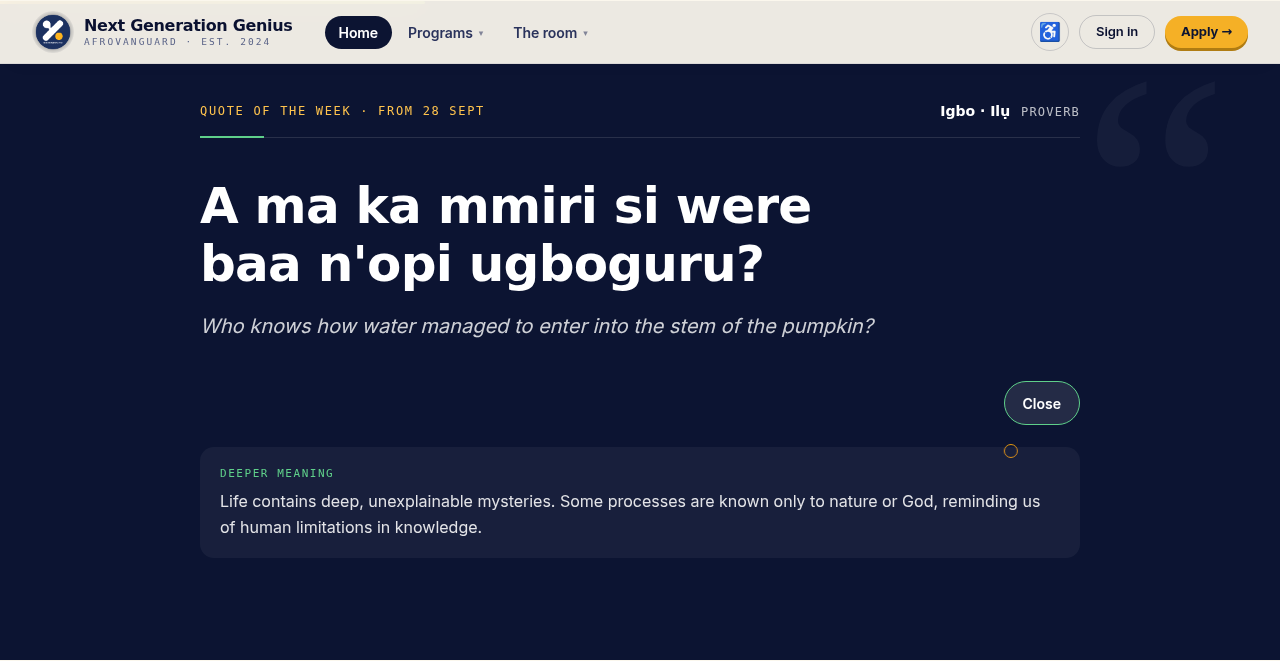 Next Generation Genius
AFROVANGUARD · EST. 2024
Home
Programs ▾
The room ▾
Sign in
Apply →
QUOTE OF THE WEEK · FROM 28 SEPT
Igbo · Ilụ PROVERB
“
A ma ka mmiri si were
baa n'opi ugboguru?
Who knows how water managed to enter into the stem of the pumpkin?
Close
DEEPER MEANING
Life contains deep, unexplainable mysteries. Some processes are known only to nature or God, reminding us
of human limitations in knowledge.